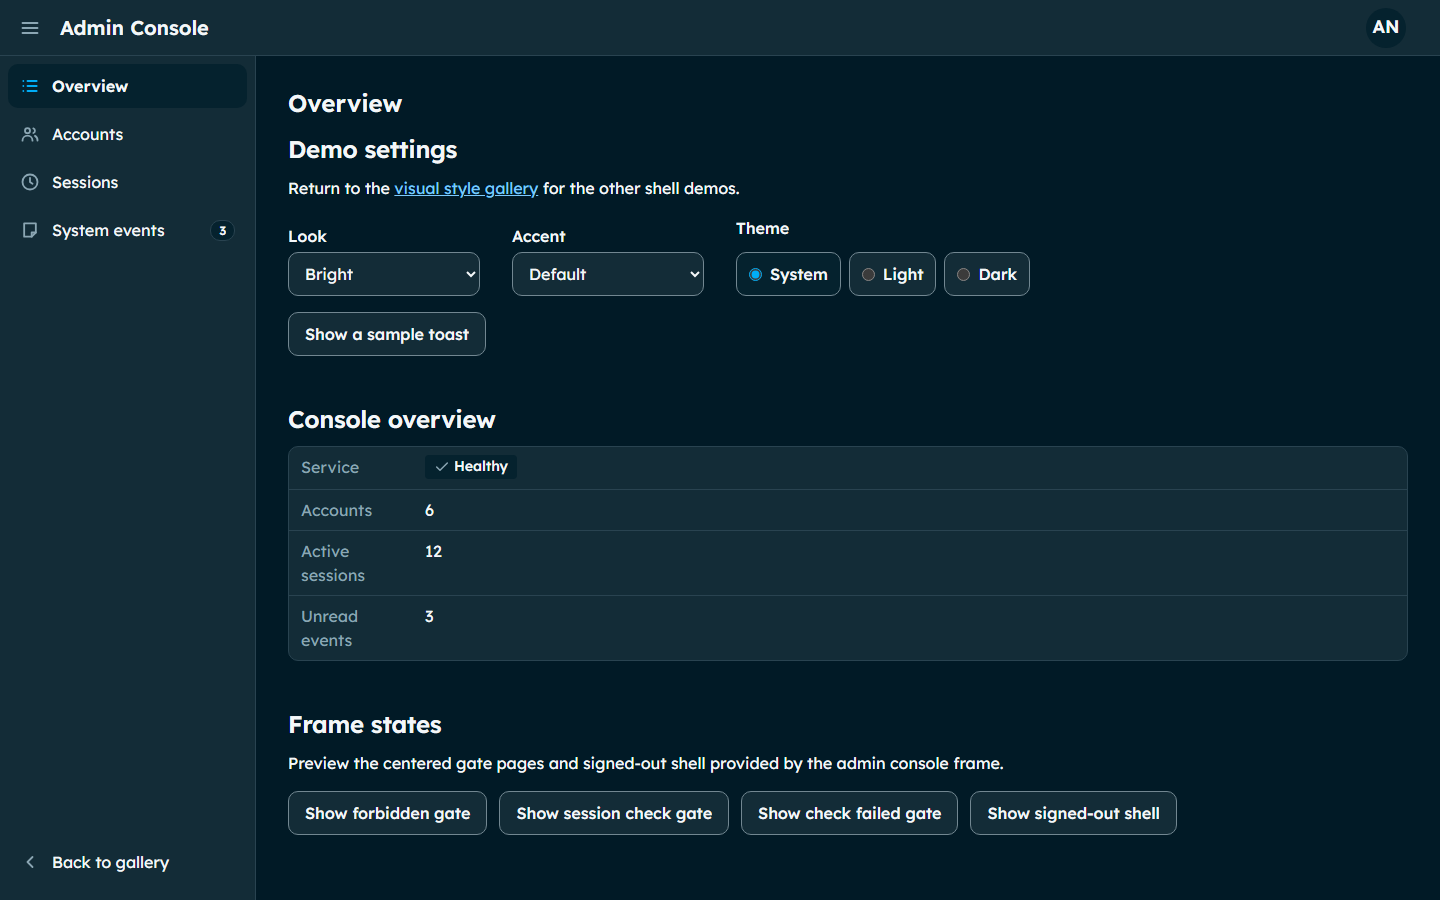 Admin Console
AN
Overview
Accounts
Sessions
System events 3
Back to gallery
Overview
Demo settings
Return to the visual style gallery for the other shell demos.
Look
Bright
Accent
Default
Theme
System
Light
Dark
Show a sample toast
Console overview
Service Healthy
Accounts 6
Active sessions 12
Unread events 3
Frame states
Preview the centered gate pages and signed-out shell provided by the admin console frame.
Show forbidden gate
Show session check gate
Show check failed gate
Show signed-out shell